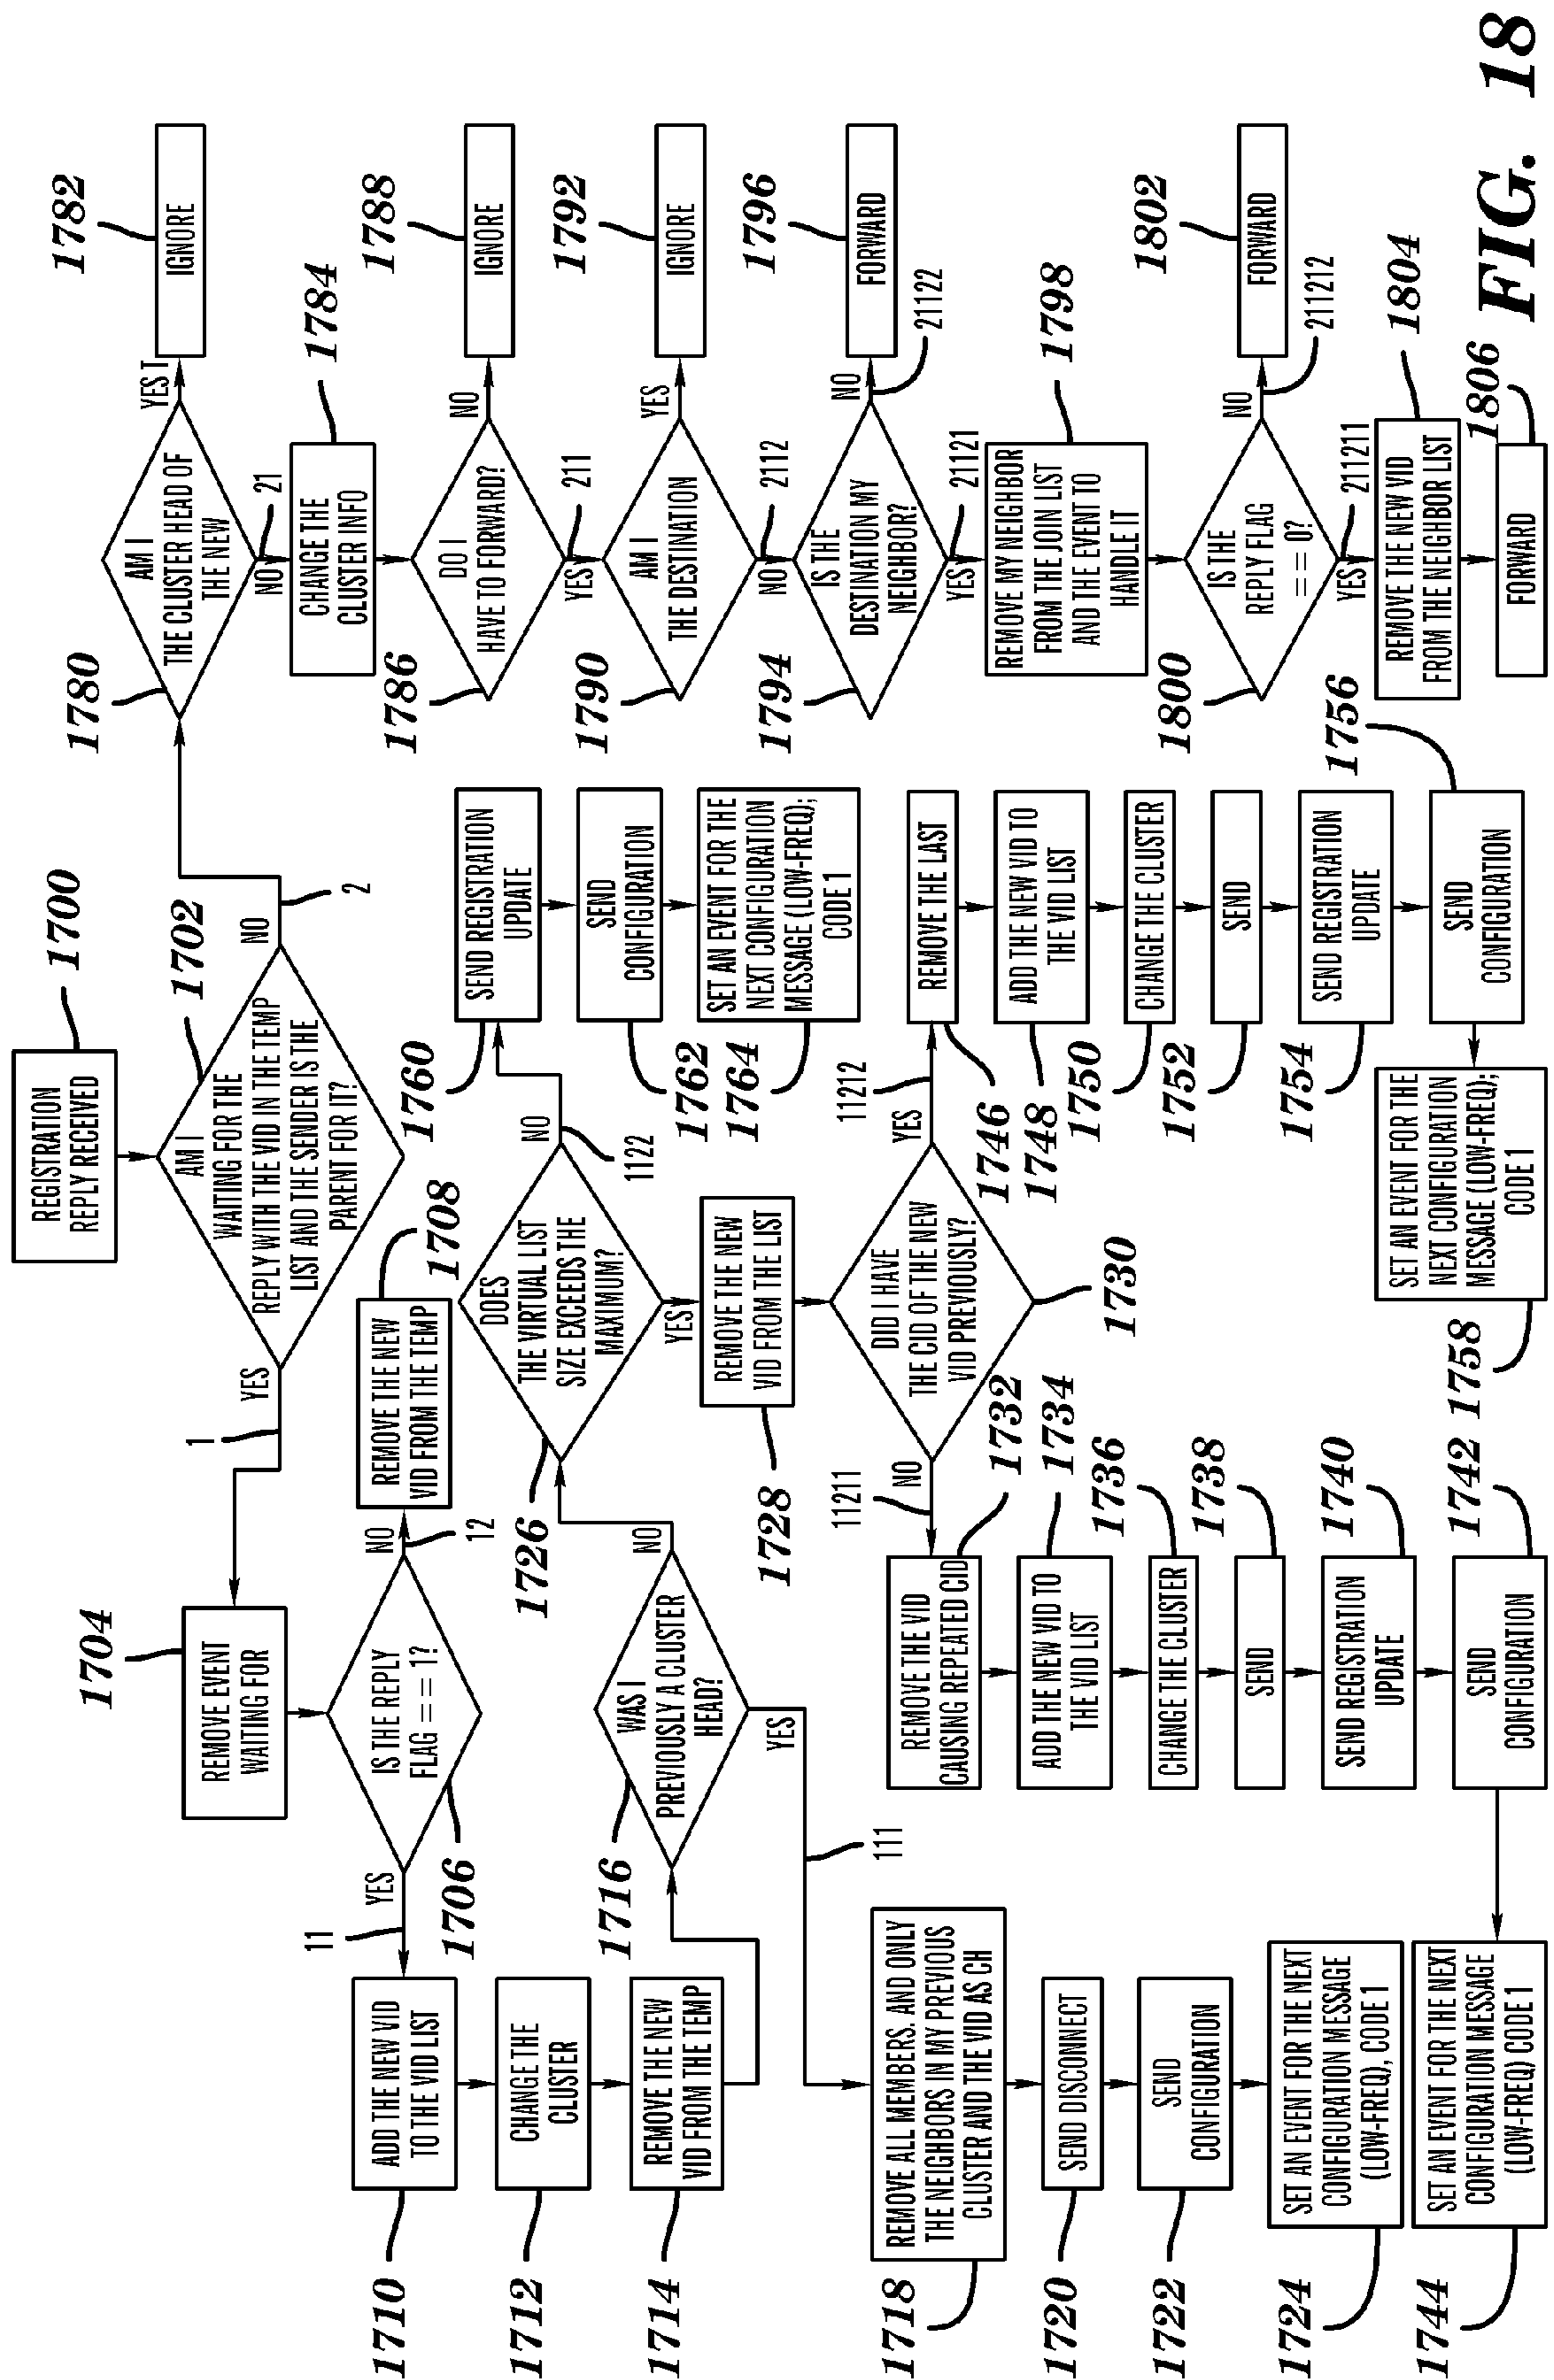 1700
REGISTRATION
REPLY RECEIVED
1702
AM I
WAITING FOR THE
REPLY WITH THE VID IN THE TEMP
LIST AND THE SENDER IS THE
PARENT FOR IT?
YES
1
NO
2
1704
REMOVE EVENT
WAITING FOR
1706
IS THE REPLY
FLAG = = 1?
YES
11
NO
12
1708
REMOVE THE NEW
VID FROM THE TEMP
1710
ADD THE NEW VID
TO THE VID LIST
1712
CHANGE THE
CLUSTER
1714
REMOVE THE NEW
VID FROM THE TEMP
1716
WAS I
PREVIOUSLY A CLUSTER
HEAD?
YES
111
NO
1718
REMOVE ALL MEMBERS. AND ONLY
THE NEIGHBORS IN MY PREVIOUS
CLUSTER AND THE VID AS CH
1720
SEND DISCONNECT
1722
SEND
CONFIGURATION
1724
SET AN EVENT FOR THE NEXT
CONFIGURATION MESSAGE
(LOW-FREQ), CODE 1
1726
DOES
THE VIRTUAL LIST
SIZE EXCEEDS THE
MAXIMUM?
YES
NO
1122
1728
REMOVE THE NEW
VID FROM THE LIST
1730
DID I HAVE
THE CID OF THE NEW
VID PREVIOUSLY?
NO
11211
YES
11212
1732
REMOVE THE VID
CAUSING REPEATED CID
1734
ADD THE NEW VID TO
THE VID LIST
1736
CHANGE THE CLUSTER
1738
SEND
1740
SEND REGISTRATION
UPDATE
1742
SEND
CONFIGURATION
1744
SET AN EVENT FOR THE NEXT
CONFIGURATION MESSAGE
(LOW-FREQ) CODE 1
1746
REMOVE THE LAST
1748
ADD THE NEW VID TO
THE VID LIST
1750
CHANGE THE CLUSTER
1752
SEND
1754
SEND REGISTRATION
UPDATE
1756
SEND
CONFIGURATION
1758
SET AN EVENT FOR THE
NEXT CONFIGURATION
MESSAGE (LOW-FREQ);
CODE 1
1760
SEND REGISTRATION
UPDATE
1762
SEND
CONFIGURATION
1764
SET AN EVENT FOR THE
NEXT CONFIGURATION
MESSAGE (LOW-FREQ);
CODE 1
1780
AM I
THE CLUSTER HEAD OF
THE NEW
YES T
1782
IGNORE
NO
21
1784
CHANGE THE
CLUSTER INFO
1786
DO I
HAVE TO FORWARD?
NO
1788
IGNORE
YES
211
1790
AM I
THE DESTINATION
YES
1792
IGNORE
NO
2112
1794
IS THE
DESTINATION MY
NEIGHBOR?
NO
21122
1796
FORWARD
YES
21121
1798
REMOVE MY NEIGHBOR
FROM THE JOIN LIST
AND THE EVENT TO
HANDLE IT
1800
IS THE
REPLY FLAG
= = 0?
NO
211212
1802
FORWARD
YES
211211
1804
REMOVE THE NEW VID
FROM THE NEIGHBOR LIST
1806
FORWARD
FIG. 18